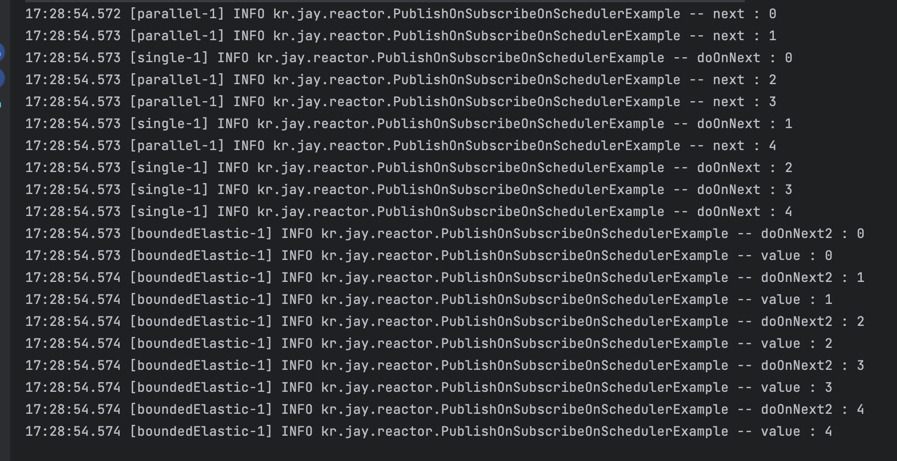 17:28:54.572 [parallel-1] INFO kr.jay.reactor.PublishOnSubscribeOnSchedulerExample -- next : 0
17:28:54.573 [parallel-1] INFO kr.jay.reactor.PublishOnSubscribeOnSchedulerExample -- next : 1
17:28:54.573 [single-1] INFO kr.jay.reactor.PublishOnSubscribeOnSchedulerExample -- doOnNext : 0
17:28:54.573 [parallel-1] INFO kr.jay.reactor.PublishOnSubscribeOnSchedulerExample -- next : 2
17:28:54.573 [parallel-1] INFO kr.jay.reactor.PublishOnSubscribeOnSchedulerExample -- next : 3
17:28:54.573 [single-1] INFO kr.jay.reactor.PublishOnSubscribeOnSchedulerExample -- doOnNext : 1
17:28:54.573 [parallel-1] INFO kr.jay.reactor.PublishOnSubscribeOnSchedulerExample -- next : 4
17:28:54.573 [single-1] INFO kr.jay.reactor.PublishOnSubscribeOnSchedulerExample -- doOnNext : 2
17:28:54.573 [single-1] INFO kr.jay.reactor.PublishOnSubscribeOnSchedulerExample -- doOnNext : 3
17:28:54.573 [single-1] INFO kr.jay.reactor.PublishOnSubscribeOnSchedulerExample -- doOnNext : 4
17:28:54.573 [boundedElastic-1] INFO kr.jay.reactor.PublishOnSubscribeOnSchedulerExample -- doOnNext2 : 0
17:28:54.573 [boundedElastic-1] INFO kr.jay.reactor.PublishOnSubscribeOnSchedulerExample -- value : 0
17:28:54.574 [boundedElastic-1] INFO kr.jay.reactor.PublishOnSubscribeOnSchedulerExample -- doOnNext2 : 1
17:28:54.574 [boundedElastic-1] INFO kr.jay.reactor.PublishOnSubscribeOnSchedulerExample -- value : 1
17:28:54.574 [boundedElastic-1] INFO kr.jay.reactor.PublishOnSubscribeOnSchedulerExample -- doOnNext2 : 2
17:28:54.574 [boundedElastic-1] INFO kr.jay.reactor.PublishOnSubscribeOnSchedulerExample -- value : 2
17:28:54.574 [boundedElastic-1] INFO kr.jay.reactor.PublishOnSubscribeOnSchedulerExample -- doOnNext2 : 3
17:28:54.574 [boundedElastic-1] INFO kr.jay.reactor.PublishOnSubscribeOnSchedulerExample -- value : 3
17:28:54.574 [boundedElastic-1] INFO kr.jay.reactor.PublishOnSubscribeOnSchedulerExample -- doOnNext2 : 4
17:28:54.574 [boundedElastic-1] INFO kr.jay.reactor.PublishOnSubscribeOnSchedulerExample -- value : 4